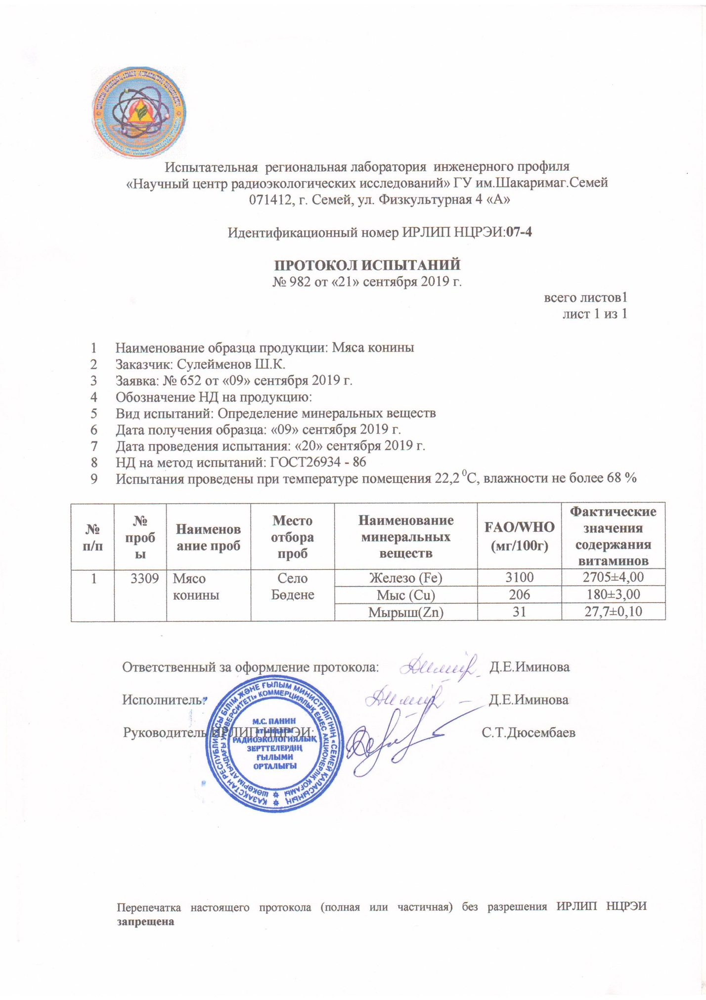 Испытательная региональная лаборатория инженерного профиля
«Научный центр радиоэкологических исследований» ГУ им.Шакаримаг.Семей
071412, г. Семей, ул. Физкультурная 4 «А»
Идентификационный номер ИРЛИП НЦРЭИ:07-4
ПРОТОКОЛ ИСПЫТАНИЙ
№ 982 от «21» сентября 2019 г.
всего листов1
лист 1 из 1
1 Наименование образца продукции: Мяса конины
2 Заказчик: Сулейменов Ш.К.
3 Заявка: № 652 от «09» сентября 2019 г.
4 Обозначение НД на продукцию:
5 Вид испытаний: Определение минеральных веществ
6 Дата получения образца: «09» сентября 2019 г.
7 Дата проведения испытания: «20» сентября 2019 г.
8 НД на метод испытаний: ГОСТ26934 - 86
9 Испытания проведены при температуре помещения 22,2 ⁰С, влажности не более 68 %
№ п/п
№ проб ы
Наименов ание проб
Место отбора проб
Наименование минеральных веществ
FAO/WHO (мг/100г)
Фактические значения содержания витаминов
1 3309 Мясо конины Село Бөдене Железо (Fe) 3100 2705±4,00
Мыс (Cu) 206 180±3,00
Мырыш(Zn) 31 27,7±0,10
Ответственный за оформление протокола: Д.Е.Иминова
Исполнитель: Д.Е.Иминова
Руководитель ИРЛИП НЦРЭИ: С.Т.Дюсембаев
ҚАЗАҚСТАН РЕСПУБЛИКАСЫ БІЛІМ ЖӘНЕ ҒЫЛЫМ МИНИСТРЛІГІНІҢ «СЕМЕЙ ҚАЛАСЫНЫҢ
ШӘКӘРІМ АТЫНДАҒЫ УНИВЕРСИТЕТІ» КОММЕРЦИЯЛЫҚ ЕМЕС АКЦИОНЕРЛІК ҚОҒАМЫ
М.С. ПАНИН
атындағы
РАДИОЭКОЛОГИЯЛЫҚ
ЗЕРТТЕЛЕРДІҢ
ҒЫЛЫМИ
ОРТАЛЫҒЫ
Перепечатка настоящего протокола (полная или частичная) без разрешения ИРЛИП НЦРЭИ
запрещена